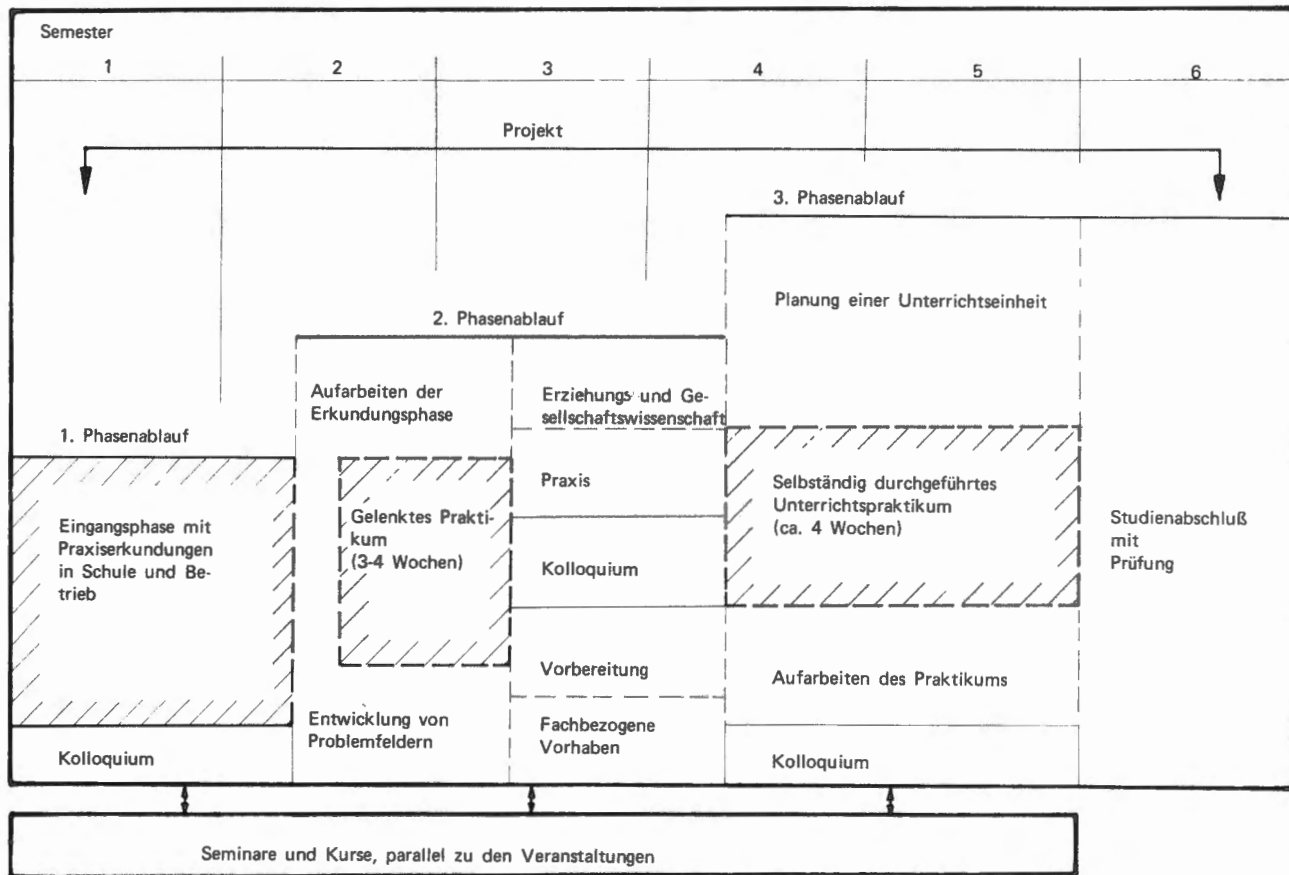 Semester
1 2 3 4 5 6
Projekt
3. Phasenablauf
Planung einer Unterrichtseinheit
2. Phasenablauf
Aufarbeiten der
Erkundungsphase
Erziehungs und Ge-
sellschaftswissenschaft
1. Phasenablauf
Eingangsphase mit
Praxiserkundungen
in Schule und Be-
trieb
Gelenktes Prakti-
kum
(3-4 Wochen)
Praxis
Kolloquium
Selbständig durchgeführtes
Unterrichtspraktikum
(ca. 4 Wochen)
Studienabschluß
mit
Prüfung
Vorbereitung
Aufarbeiten des Praktikums
Entwicklung von
Problemfeldern
Fachbezogene
Vorhaben
Kolloquium
Kolloquium
Seminare und Kurse, parallel zu den Veranstaltungen